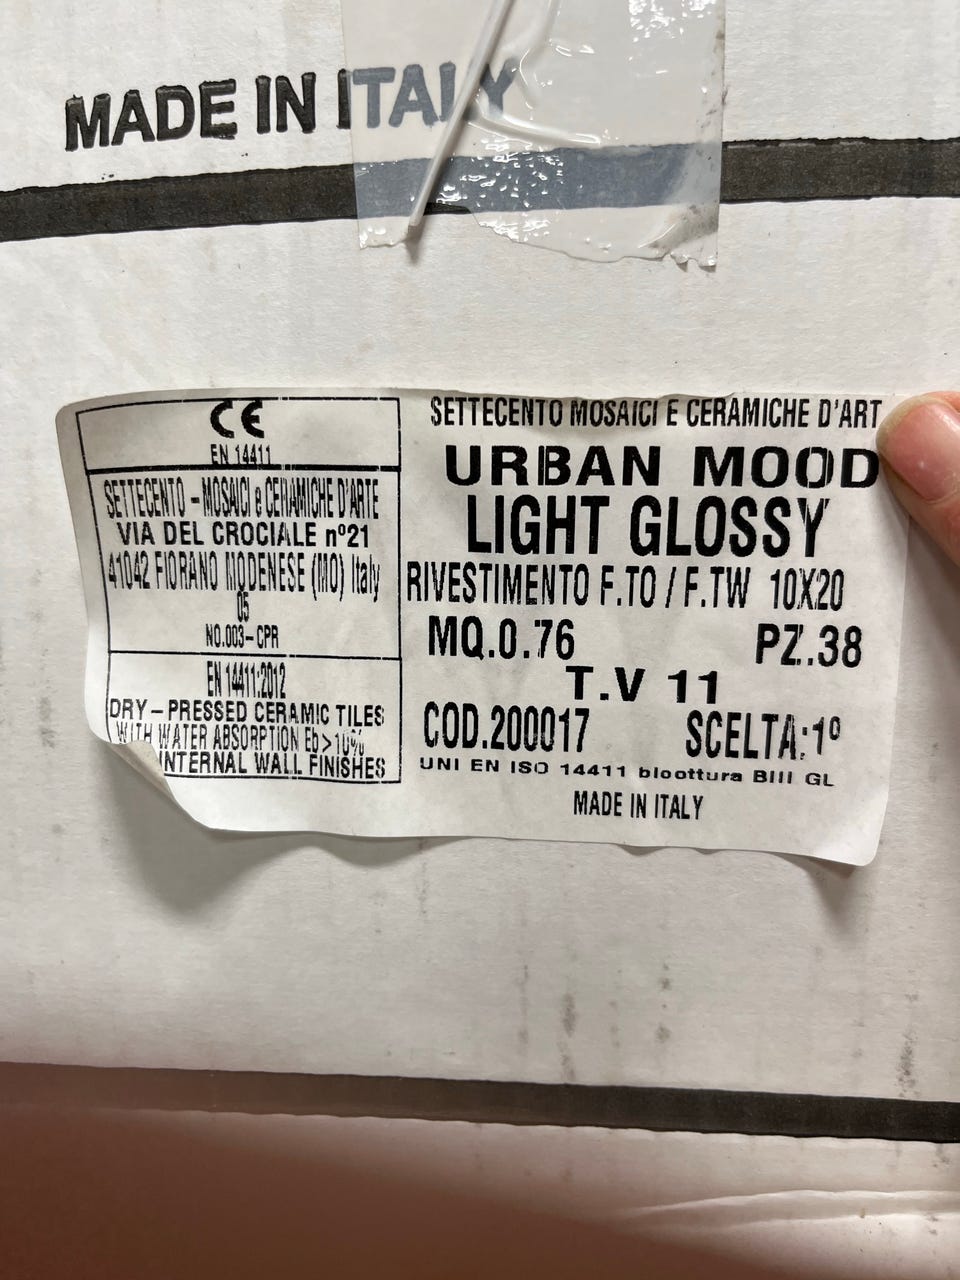 MADE IN ITALY
CE
EN 14411
SETTECENTO - MOSAICI e CERAMICHE D'ARTE
VIA DEL CROCIALE nº21
41042 FIORANO MODENESE (MO) Italy
05
NO.003-CPR
EN 14411:2012
DRY-PRESSED CERAMIC TILES
WITH WATER ABSORPTION Eb>10%
INTERNAL WALL FINISHES
SETTECENTO MOSAICI E CERAMICHE D'ART
URBAN MOOD
LIGHT GLOSSY
RIVESTIMENTO F.TO / F.TW 10X20
MQ.0.76 PZ.38
T.V 11
COD.200017 SCELTA:1º
UNI EN ISO 14411 bicottura BIII GL
MADE IN ITALY